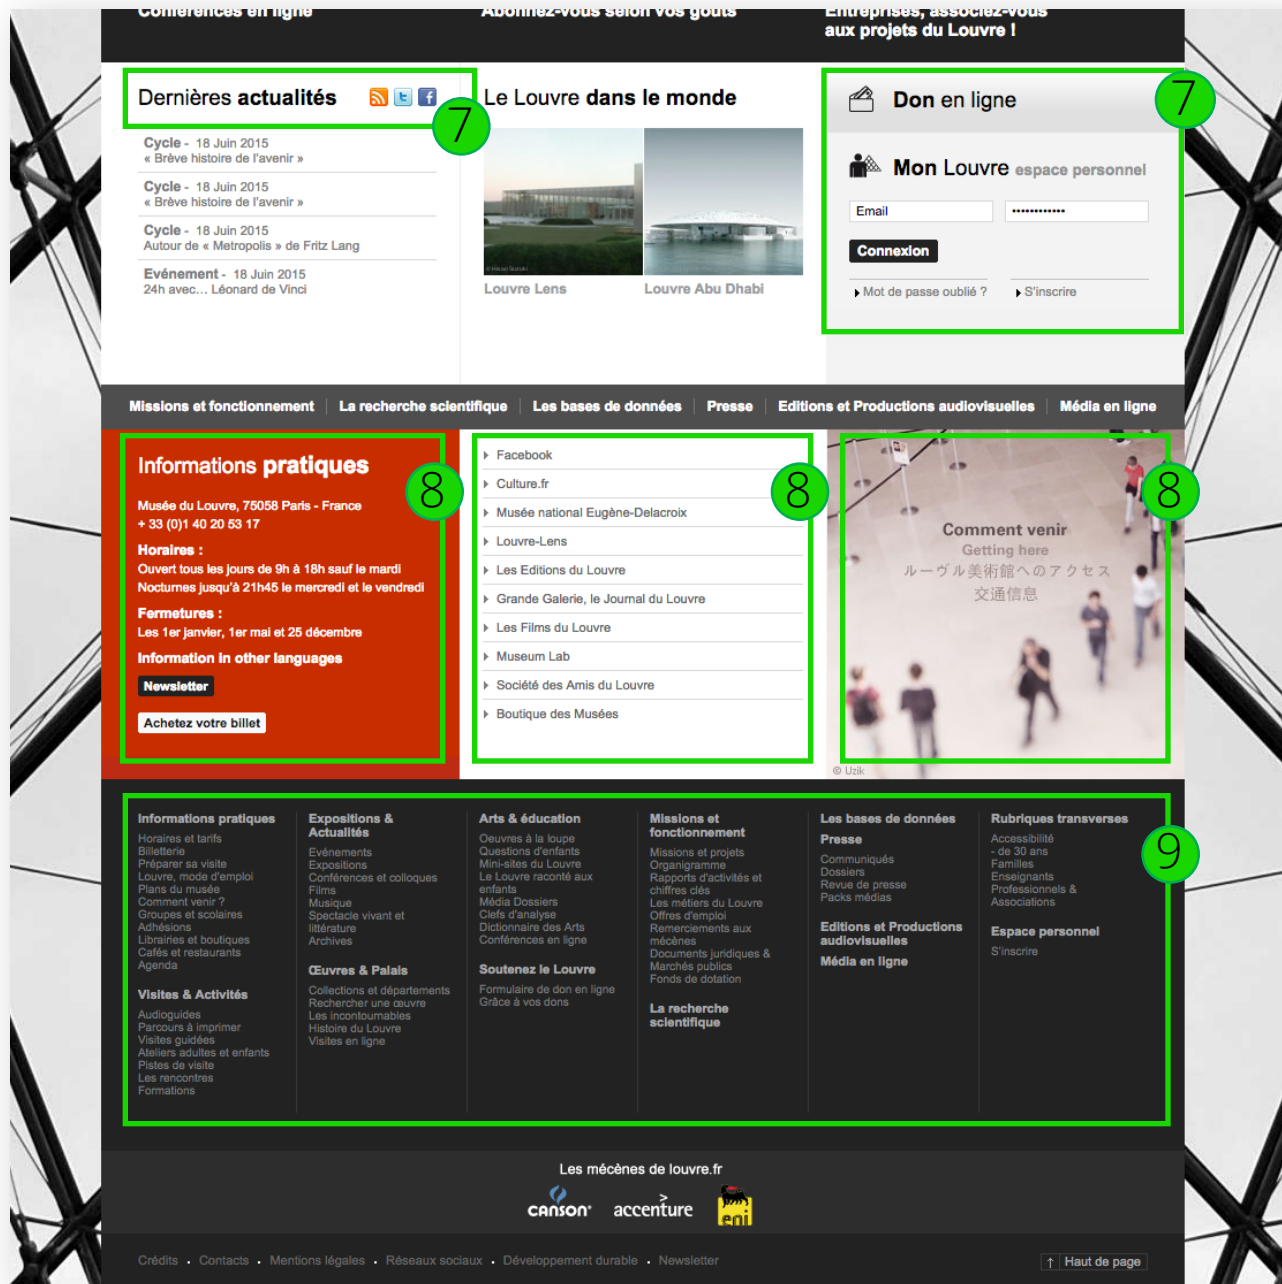 Conférences en ligne
Abonnez-vous selon vos goûts
Entreprises, associez-vous
aux projets du Louvre !
Dernières actualités
7
Cycle - 18 Juin 2015
« Brève histoire de l'avenir »
Cycle - 18 Juin 2015
« Brève histoire de l'avenir »
Cycle - 18 Juin 2015
Autour de « Metropolis » de Fritz Lang
Evénement - 18 Juin 2015
24h avec... Léonard de Vinci
Le Louvre dans le monde
Louvre Lens
Louvre Abu Dhabi
Don en ligne
7
Mon Louvre espace personnel
Email
••••••••••••
Connexion
Mot de passe oublié ?
S'inscrire
Missions et fonctionnement
La recherche scientifique
Les bases de données
Presse
Editions et Productions audiovisuelles
Média en ligne
Informations pratiques
8
Musée du Louvre, 75058 Paris - France
+ 33 (0)1 40 20 53 17
Horaires :
Ouvert tous les jours de 9h à 18h sauf le mardi
Nocturnes jusqu'à 21h45 le mercredi et le vendredi
Fermetures :
Les 1er janvier, 1er mai et 25 décembre
Information in other languages
Newsletter
Achetez votre billet
Facebook
Culture.fr
8
Musée national Eugène-Delacroix
Louvre-Lens
Les Editions du Louvre
Grande Galerie, le Journal du Louvre
Les Films du Louvre
Museum Lab
Société des Amis du Louvre
Boutique des Musées
8
Comment venir
Getting here
ルーヴル美術館へのアクセス
交通信息
© Uzik
Informations pratiques
Horaires et tarifs
Billetterie
Préparer sa visite
Louvre, mode d'emploi
Plans du musée
Comment venir ?
Groupes et scolaires
Adhésions
Librairies et boutiques
Cafés et restaurants
Agenda
Visites & Activités
Audioguides
Parcours à imprimer
Visites guidées
Ateliers adultes et enfants
Pistes de visite
Les rencontres
Formations
Expositions &
Actualités
Evénements
Expositions
Conférences et colloques
Films
Musique
Spectacle vivant et
littérature
Archives
Œuvres & Palais
Collections et départements
Rechercher une œuvre
Les incontournables
Histoire du Louvre
Visites en ligne
Arts & éducation
Oeuvres à la loupe
Questions d'enfants
Mini-sites du Louvre
Le Louvre raconté aux
enfants
Média Dossiers
Clefs d'analyse
Dictionnaire des Arts
Conférences en ligne
Soutenez le Louvre
Formulaire de don en ligne
Grâce à vos dons
Missions et
fonctionnement
Missions et projets
Organigramme
Rapports d'activités et
chiffres clés
Les métiers du Louvre
Offres d'emploi
Remerciements aux
mécènes
Documents juridiques &
Marchés publics
Fonds de dotation
La recherche
scientifique
Les bases de données
Presse
Communiqués
Dossiers
Revue de presse
Packs médias
Editions et Productions
audiovisuelles
Média en ligne
Rubriques transverses
Accessibilité
- de 30 ans
Familles
Enseignants
Professionnels &
Associations
Espace personnel
S'inscrire
9
Les mécènes de louvre.fr
CANSON
accenture
eni
Crédits • Contacts • Mentions légales • Réseaux sociaux • Développement durable • Newsletter
↑ Haut de page